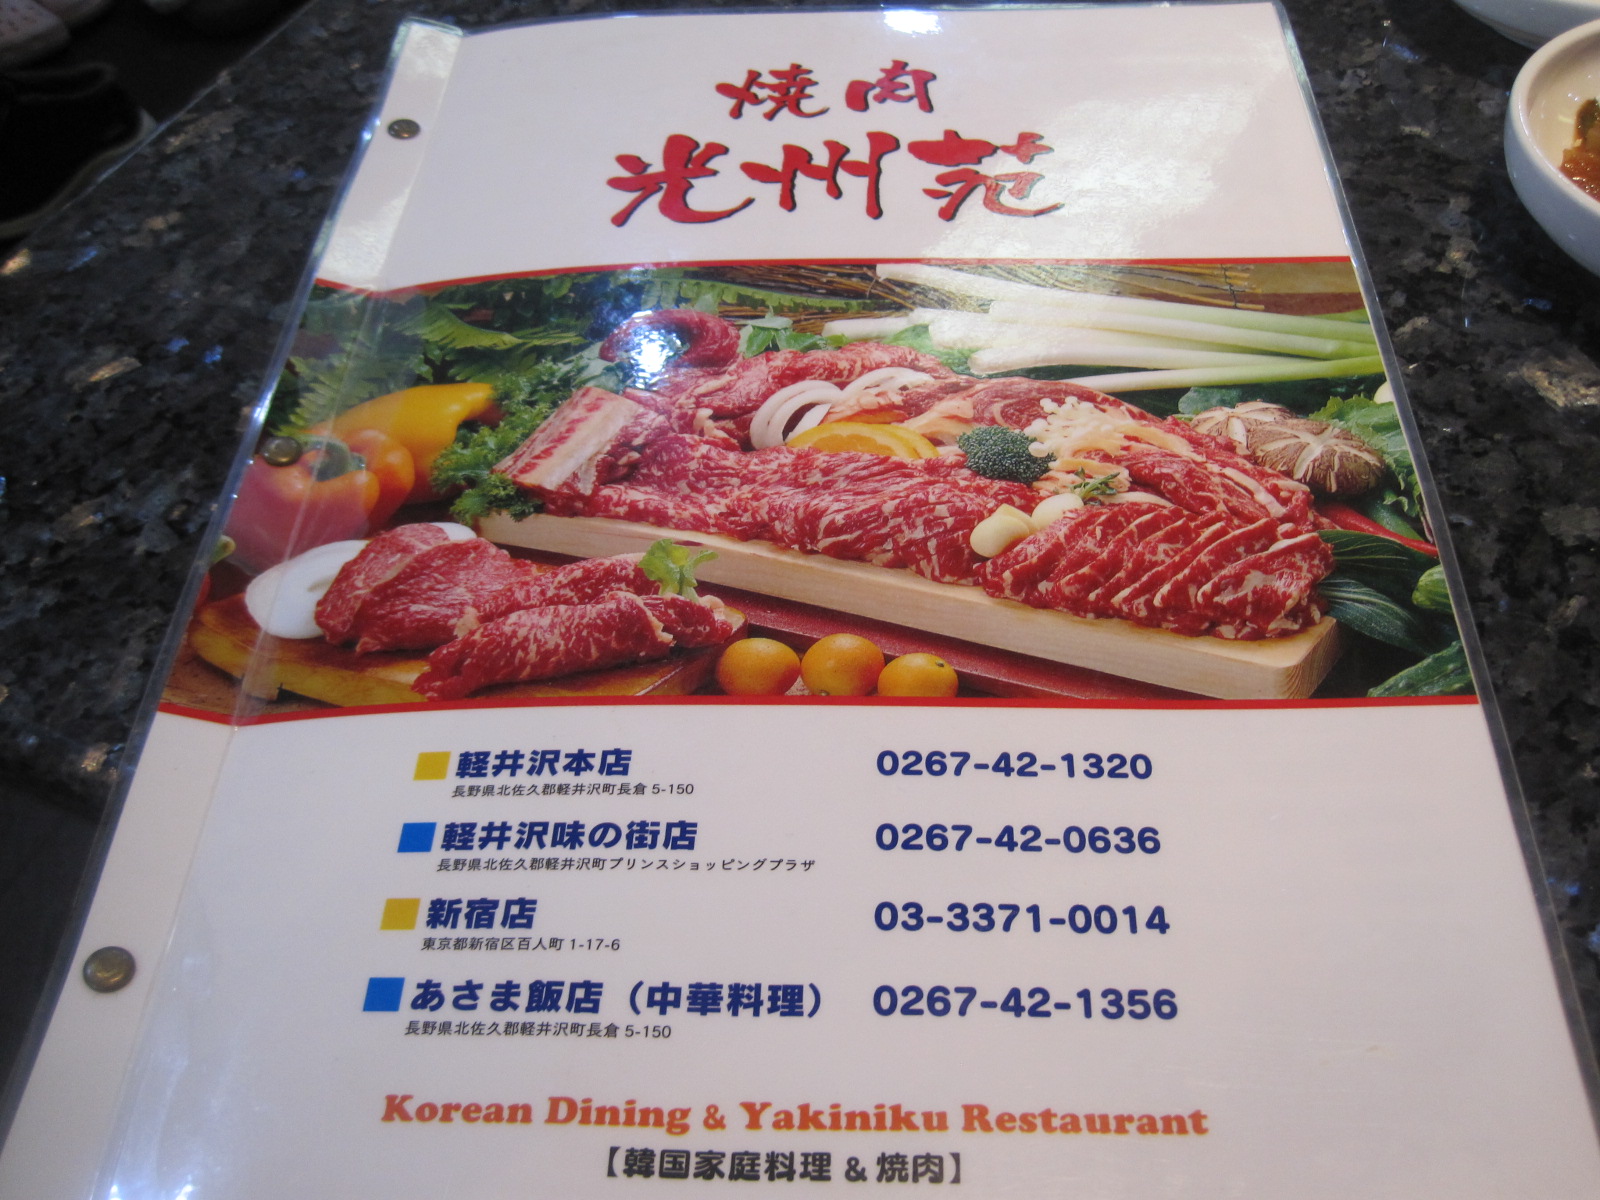 焼肉
光州苑
軽井沢本店 0267-42-1320
長野県北佐久郡軽井沢町長倉 5-150
軽井沢味の街店 0267-42-0636
長野県北佐久郡軽井沢町プリンスショッピングプラザ
新宿店 03-3371-0014
東京都新宿区百人町 1-17-6
あさま飯店（中華料理） 0267-42-1356
長野県北佐久郡軽井沢町長倉 5-150
Korean Dining & Yakiniku Restaurant
【韓国家庭料理 & 焼肉】